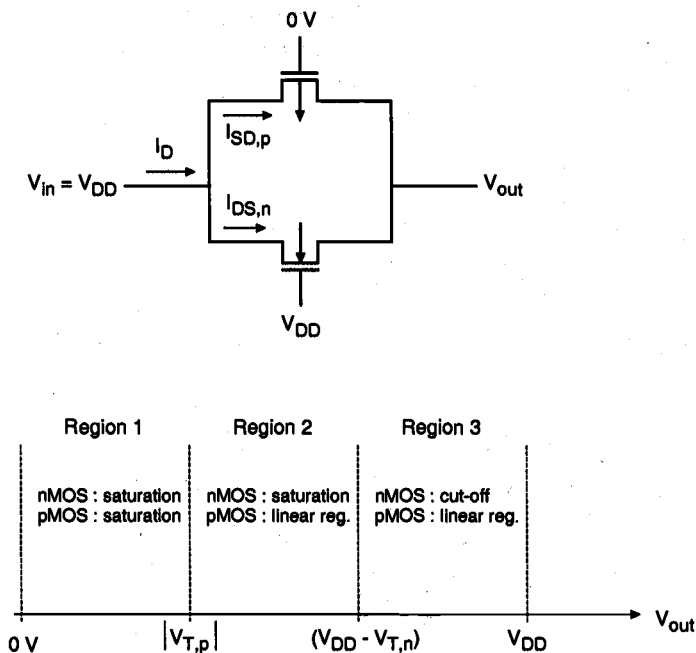 0 V
I_SD,p
I_D
V_in = V_DD
V_out
I_DS,n
V_DD
Region 1 Region 2 Region 3
nMOS : saturation nMOS : saturation nMOS : cut-off
pMOS : saturation pMOS : linear reg. pMOS : linear reg.
V_out
0 V |V_T,p| (V_DD - V_T,n) V_DD